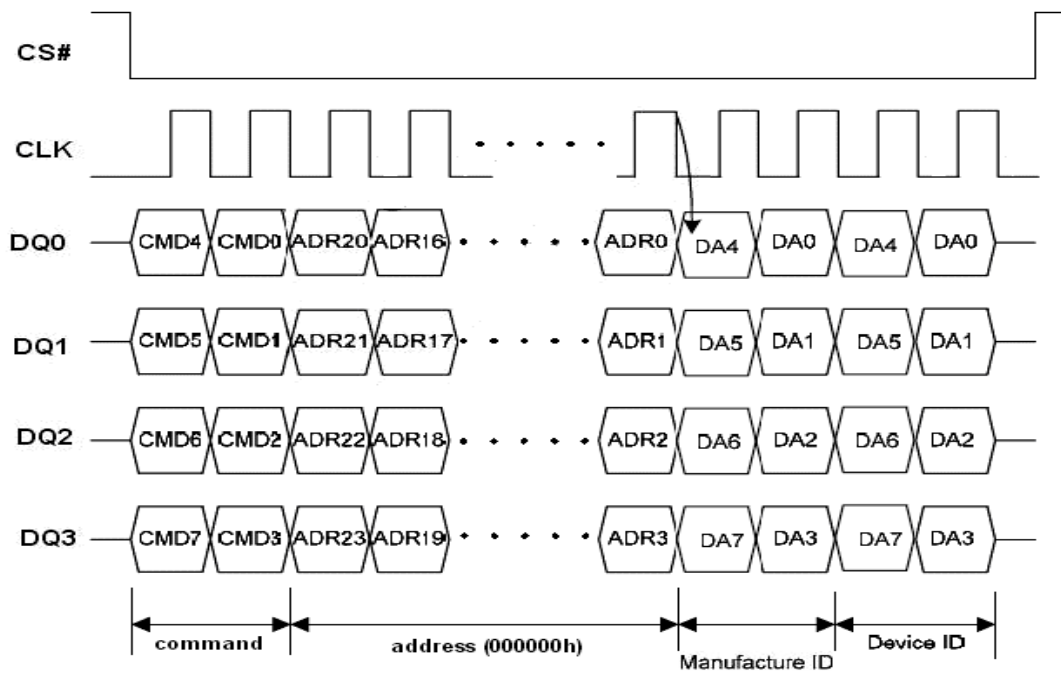 CS#
CLK
DQ0 CMD4 CMD0 ADR20 ADR16 ADR0 DA4 DA0 DA4 DA0
DQ1 CMD5 CMD1 ADR21 ADR17 ADR1 DA5 DA1 DA5 DA1
DQ2 CMD6 CMD2 ADR22 ADR18 ADR2 DA6 DA2 DA6 DA2
DQ3 CMD7 CMD3 ADR23 ADR19 ADR3 DA7 DA3 DA7 DA3
command address (000000h) Manufacture ID Device ID